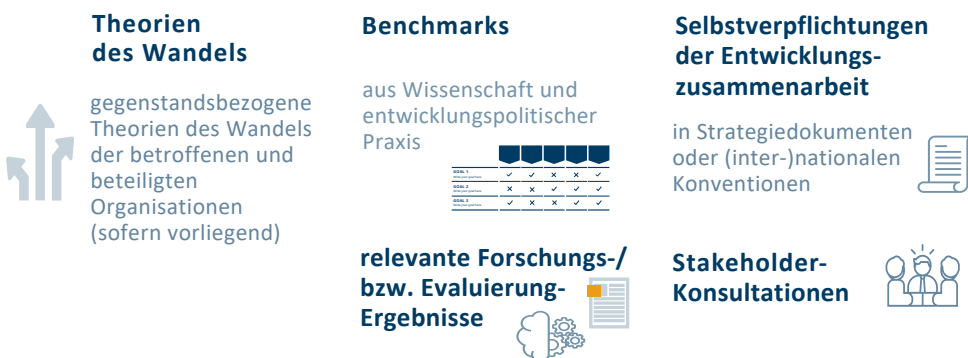 Theorien
des Wandels
gegenstandsbezogene
Theorien des Wandels
der betroffenen und
beteiligten
Organisationen
(sofern vorliegend)
Benchmarks
aus Wissenschaft und
entwicklungspolitischer
Praxis
GOAL 1
GOAL 2
GOAL 3
Selbstverpflichtungen
der Entwicklungs-
zusammenarbeit
in Strategiedokumenten
oder (inter-)nationalen
Konventionen
relevante Forschungs-/
bzw. Evaluierung-
Ergebnisse
Stakeholder-
Konsultationen